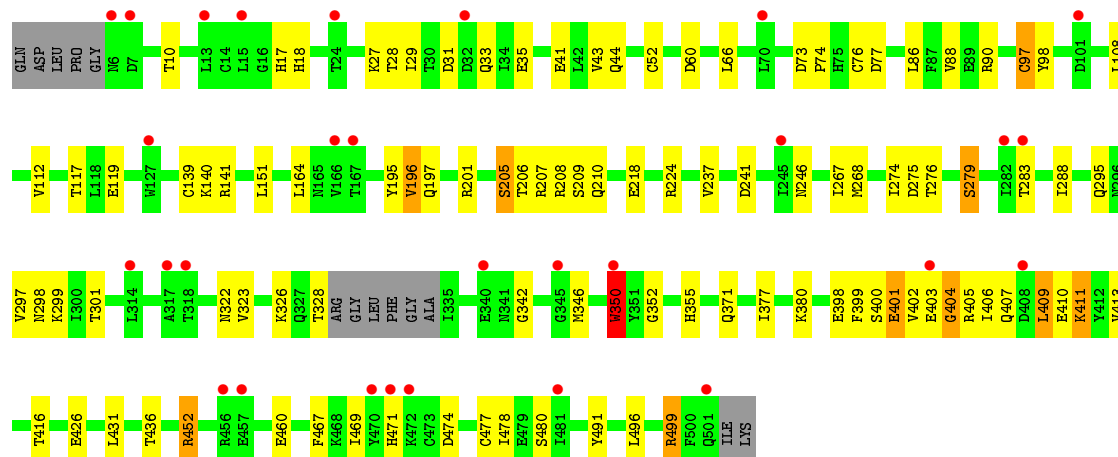 GLN ASP LEU PRO GLY N6 D7 T10 L13 C14 L15 G16 H17 H18 T24 K27 T28 I29 T30 D31 D32 Q33 I34 E35 E41 L42 V43 Q44 C52 D60 L66 L70 D73 P74 H75 C76 D77 L86 F87 V88 E89 R90 C97 Y98 D101 L108
V112 T117 L118 E119 W127 C139 K140 R141 L151 L164 N165 V166 T167 Y195 V196 Q197 R201 S205 T206 R207 R208 S209 Q210 E218 R224 V237 D241 I245 N246 I267 M268 I274 D275 T276 S279 I282 T283 I288 Q295 N296
V297 N298 K299 I300 T301 L314 A317 T318 N322 V323 K326 Q327 T328 ARG GLY LEU PHE GLY ALA I335 E340 N341 G342 G345 M346 W350 Y351 G352 H355 Q371 I377 K380 E398 F399 S400 E401 V402 E403 G404 R405 I406 Q407 D408 L409 E410 K411 Y412 V413
T416 E426 L431 T436 R452 R456 E457 E460 F467 K468 I469 Y470 H471 K472 C473 D474 C477 I478 E479 S480 I481 Y491 L496 R499 F500 Q501 ILE LYS